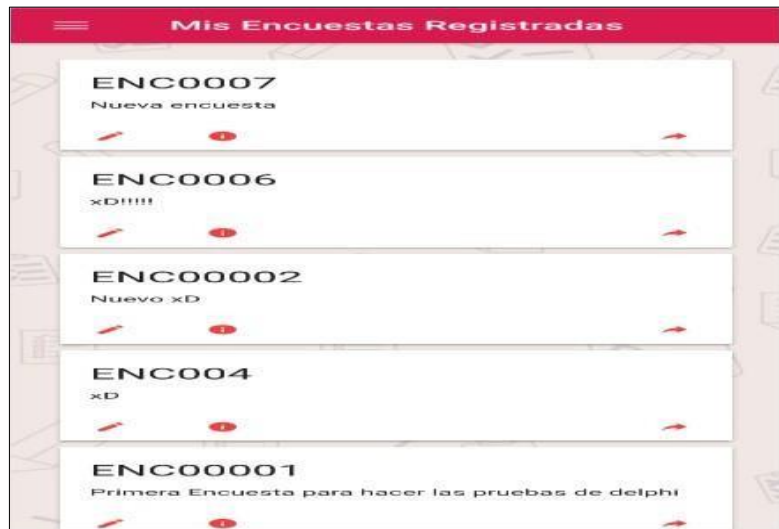 Mis Encuestas Registradas
ENC0007
Nueva encuesta
ENC0006
xD!!!!!
ENC00002
Nuevo xD
ENC004
xD
ENC00001
Primera Encuesta para hacer las pruebas de delphi